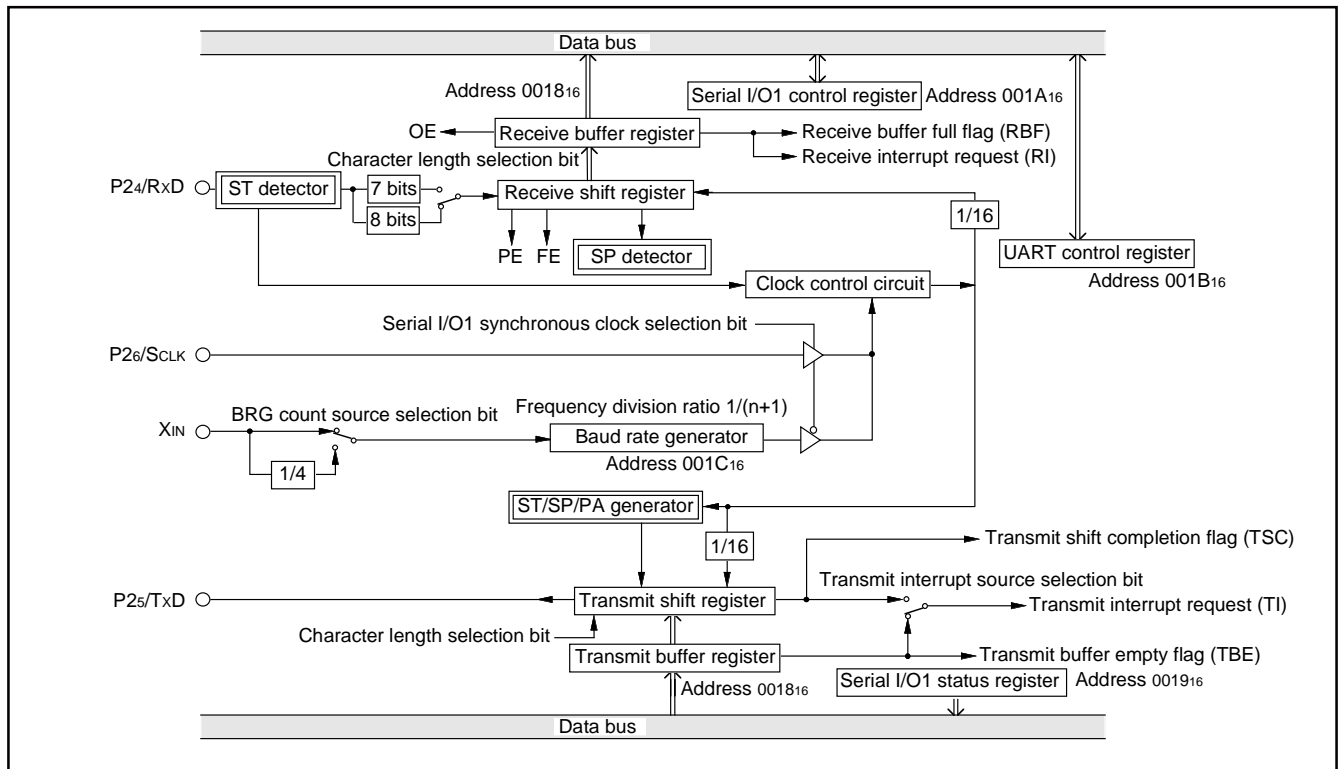 Data bus
Address 001816
Serial I/O1 control register Address 001A16
OE
Receive buffer register
Receive buffer full flag (RBF)
Character length selection bit
Receive interrupt request (RI)
P24/RXD
ST detector
7 bits
Receive shift register
8 bits
1/16
PE FE
SP detector
UART control register
Clock control circuit
Address 001B16
Serial I/O1 synchronous clock selection bit
P26/SCLK
XIN
BRG count source selection bit
Frequency division ratio 1/(n+1)
Baud rate generator
Address 001C16
1/4
ST/SP/PA generator
1/16
Transmit shift completion flag (TSC)
Transmit interrupt source selection bit
P25/TXD
Transmit shift register
Transmit interrupt request (TI)
Character length selection bit
Transmit buffer register
Transmit buffer empty flag (TBE)
Address 001816
Serial I/O1 status register Address 001916
Data bus